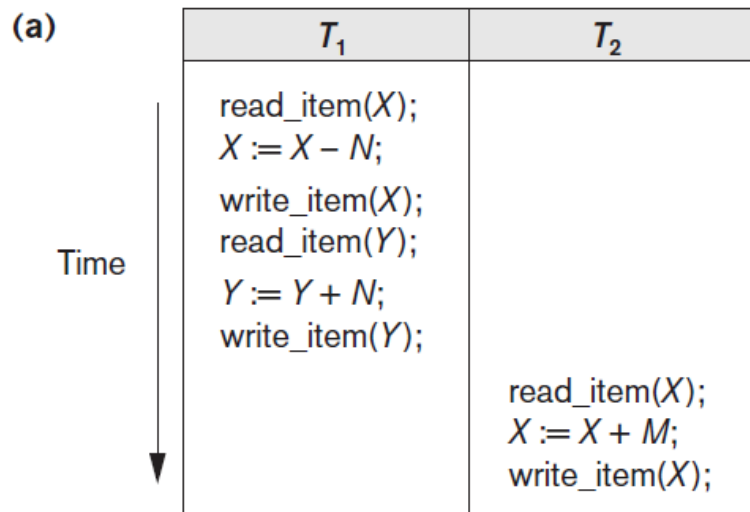 (a)
T₁ T₂
read_item(X);
X := X − N;
write_item(X);
read_item(Y);
Time
Y := Y + N;
write_item(Y);
read_item(X);
X := X + M;
write_item(X);